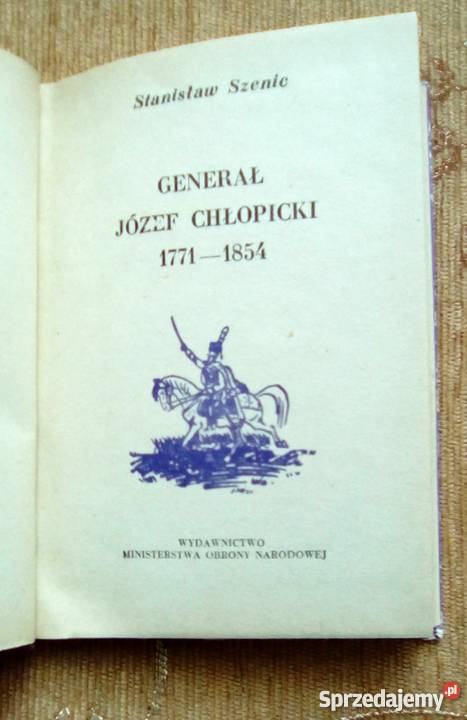 Stanisław Szenic
GENERAŁ
JÓZEF CHŁOPICKI
1771—1854
WYDAWNICTWO
MINISTERSTWA OBRONY NARODOWEJ
Sprzedajemy.pl